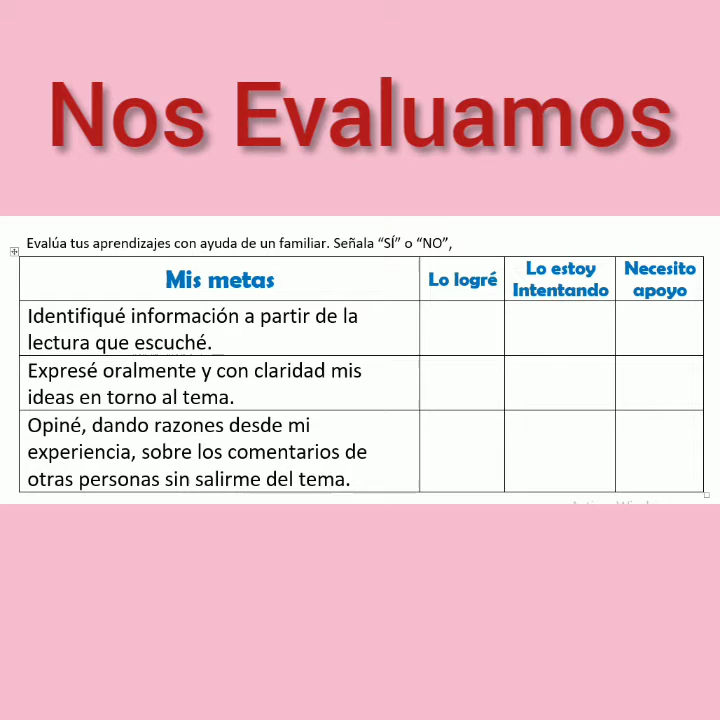 Nos Evaluamos
Evalúa tus aprendizajes con ayuda de un familiar. Señala “SÍ” o “NO”,
Mis metas
Lo logré
Lo estoy
Intentando
Necesito
apoyo
Identifiqué información a partir de la
lectura que escuché.
Expresé oralmente y con claridad mis
ideas en torno al tema.
Opiné, dando razones desde mi
experiencia, sobre los comentarios de
otras personas sin salirme del tema.